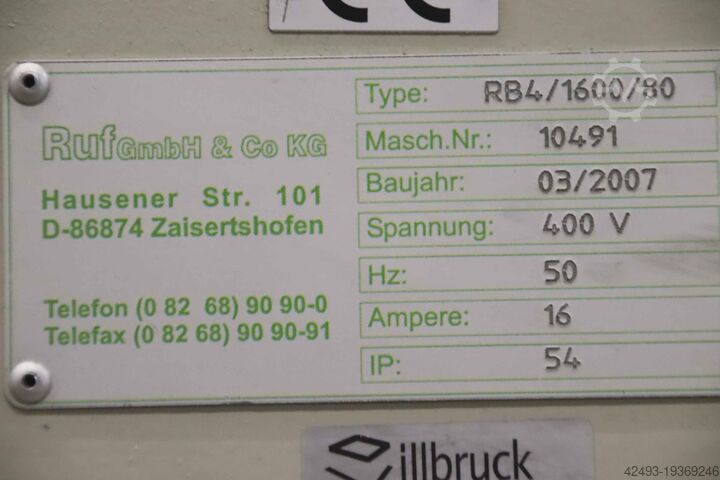 CE
Ruf GmbH & Co KG
Hausener Str. 101
D-86874 Zaisertshofen
Telefon (0 82 68) 90 90-0
Telefax (0 82 68) 90 90-91
Type: RB4/1600/80
Masch.Nr.: 10491
Baujahr: 03/2007
Spannung: 400 V
Hz: 50
Ampere: 16
IP: 54
illbruck
42493-19369246